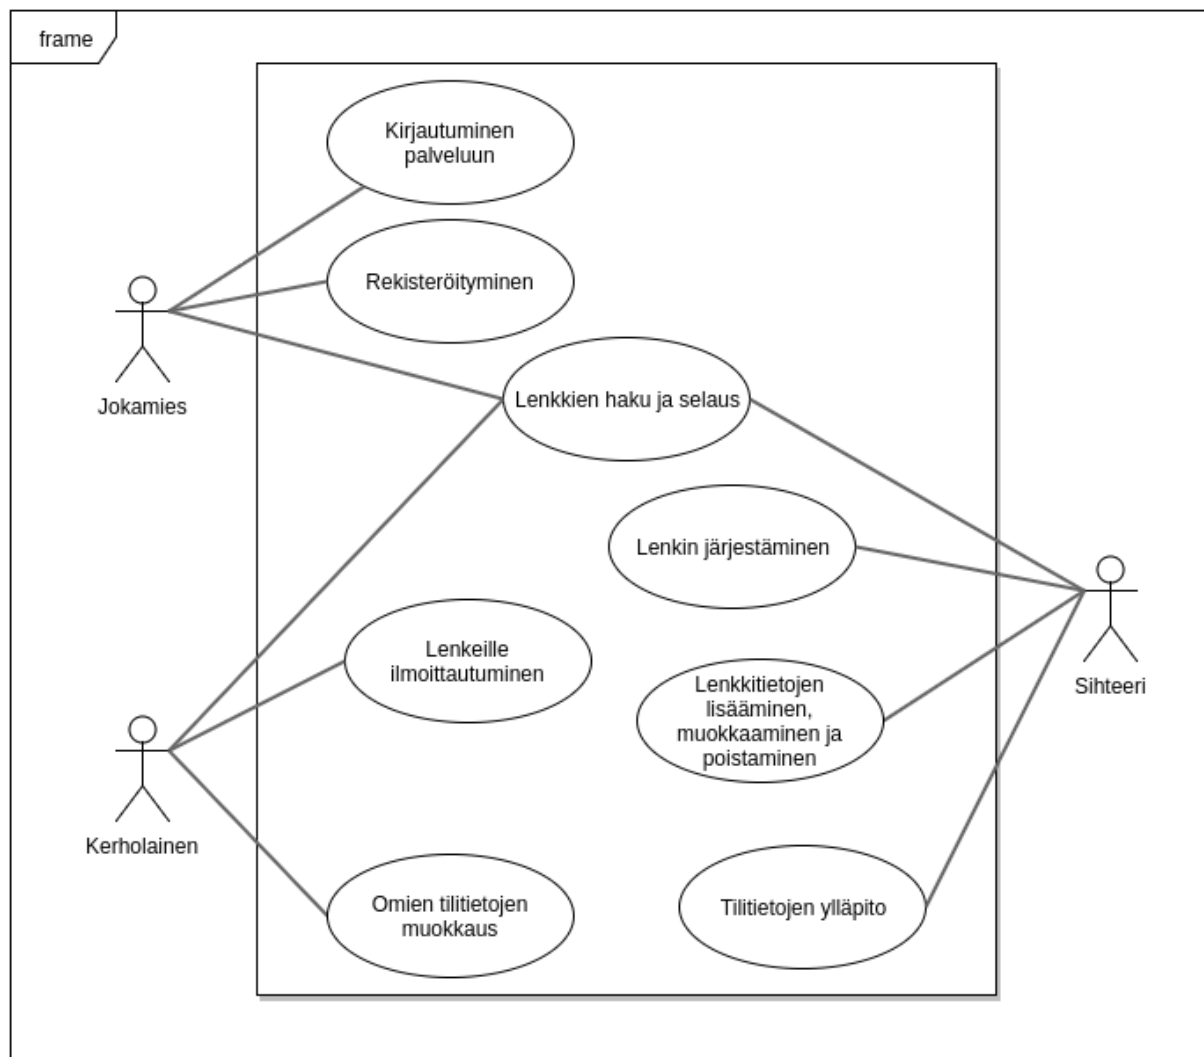 frame
Kirjautuminen
palveluun
Rekisteröityminen
Jokamies
Lenkkien haku ja selaus
Lenkin järjestäminen
Lenkeille
ilmoittautuminen
Lenkkitietojen
lisääminen,
muokkaaminen ja
poistaminen
Sihteeri
Kerholainen
Omien tilitietojen
muokkaus
Tilitietojen ylläpito